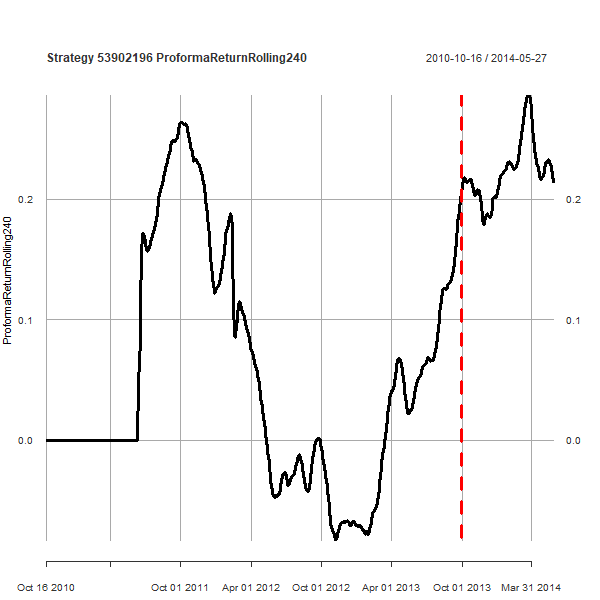 Strategy 53902196 ProformaReturnRolling240
2010-10-16 / 2014-05-27
ProformaReturnRolling240
0.2
0.1
0.0
0.2
0.1
0.0
Oct 16 2010
Oct 01 2011
Apr 01 2012
Oct 01 2012
Apr 01 2013
Oct 01 2013
Mar 31 2014